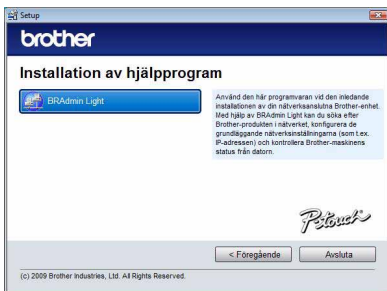 Setup
brother
Installation av hjälpprogram
BRAdmin Light
Använd den här programvaran vid den inledande
installationen av din nätverksanslutna Brother-enhet.
Med hjälp av BRAdmin Light kan du söka efter
Brother-produkten i nätverket, konfigurera de
grundläggande nätverksinställningarna (som t.ex.
IP-adressen) och kontrollera Brother-maskinens
status från datorn.
P-touch
< Föregående
Avsluta
(c) 2009 Brother Industries, Ltd. All Rights Reserved.